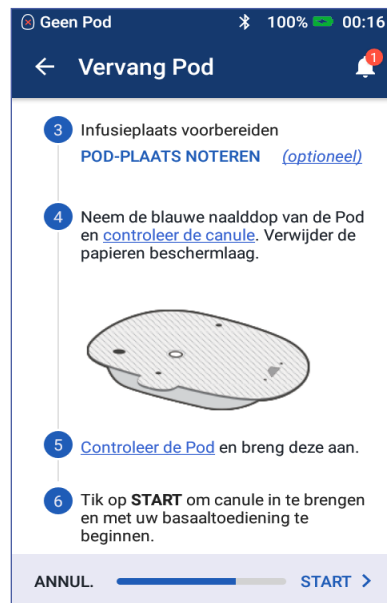 Geen Pod 100% 00:16
Vervang Pod 1
3 Infusieplaats voorbereiden
POD-PLAATS NOTEREN (optioneel)
4 Neem de blauwe naalddop van de Pod
en controleer de canule. Verwijder de
papieren beschermlaag.
5 Controleer de Pod en breng deze aan.
6 Tik op START om canule in te brengen
en met uw basaaltoediening te
beginnen.
ANNUL. START